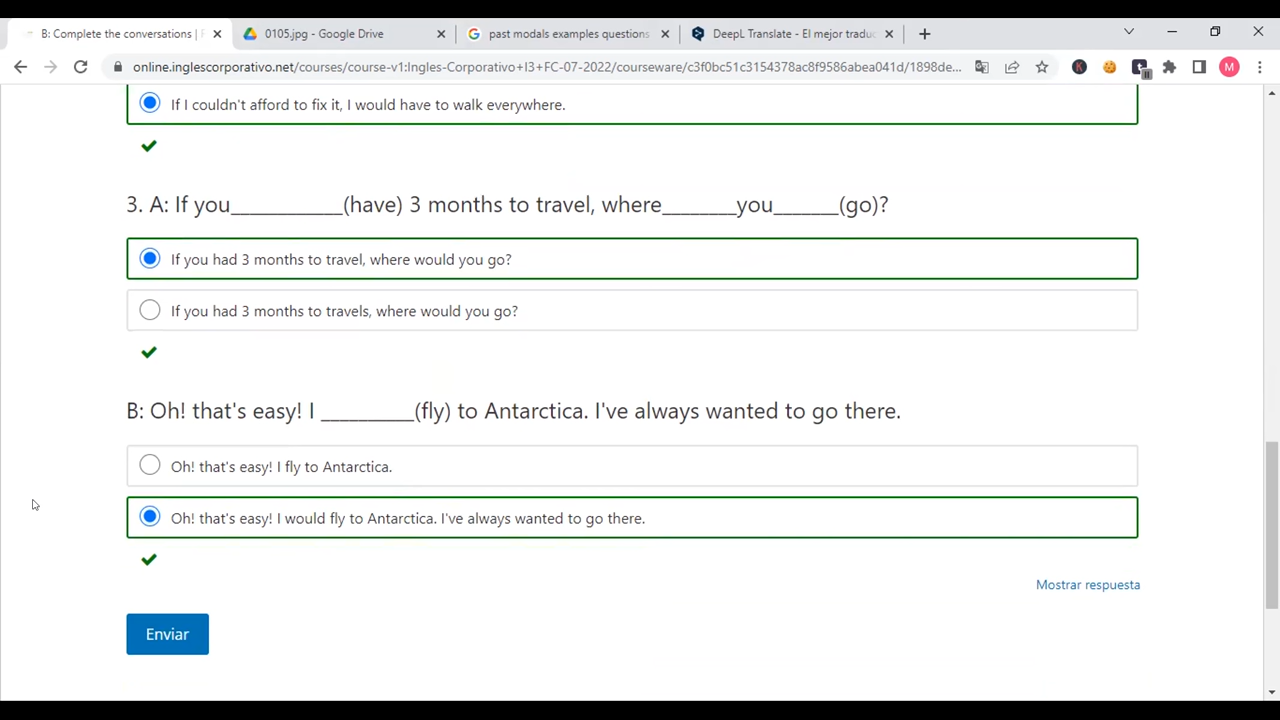 B: Complete the conversations |
0105.jpg - Google Drive
past modals examples questions
DeepL Translate - El mejor traduc
online.inglescorporativo.net/courses/course-v1:Ingles-Corporativo+I3+FC-07-2022/courseware/c3f0bc51c3154378ac8f9586abea041d/1898de...
K
t
M
If I couldn't afford to fix it, I would have to walk everywhere.
3. A: If you____________(have) 3 months to travel, where________you_______(go)?
If you had 3 months to travel, where would you go?
If you had 3 months to travels, where would you go?
B: Oh! that's easy! I __________(fly) to Antarctica. I've always wanted to go there.
Oh! that's easy! I fly to Antarctica.
Oh! that's easy! I would fly to Antarctica. I've always wanted to go there.
Mostrar respuesta
Enviar